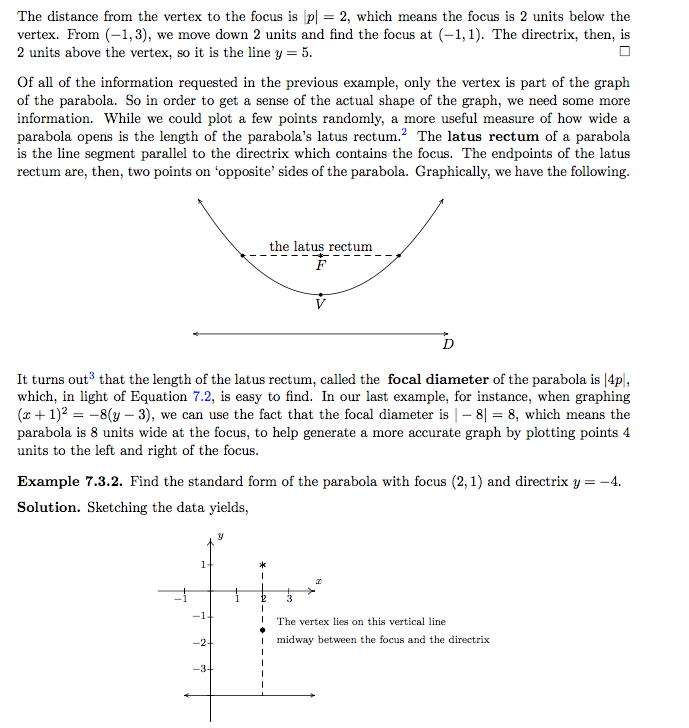 The distance from the vertex to the focus is |p| = 2, which means the focus is 2 units below the
vertex. From (−1, 3), we move down 2 units and find the focus at (−1, 1). The directrix, then, is
2 units above the vertex, so it is the line y = 5. □
Of all of the information requested in the previous example, only the vertex is part of the graph
of the parabola. So in order to get a sense of the actual shape of the graph, we need some more
information. While we could plot a few points randomly, a more useful measure of how wide a
parabola opens is the length of the parabola's latus rectum.² The latus rectum of a parabola
is the line segment parallel to the directrix which contains the focus. The endpoints of the latus
rectum are, then, two points on 'opposite' sides of the parabola. Graphically, we have the following.
the latus rectum
F
V
D
It turns out³ that the length of the latus rectum, called the focal diameter of the parabola is |4p|,
which, in light of Equation 7.2, is easy to find. In our last example, for instance, when graphing
(x + 1)² = −8(y − 3), we can use the fact that the focal diameter is | − 8| = 8, which means the
parabola is 8 units wide at the focus, to help generate a more accurate graph by plotting points 4
units to the left and right of the focus.
Example 7.3.2. Find the standard form of the parabola with focus (2, 1) and directrix y = −4.
Solution. Sketching the data yields,
y
1
x
−1 1 2 3
−1
The vertex lies on this vertical line
−2
midway between the focus and the directrix
−3